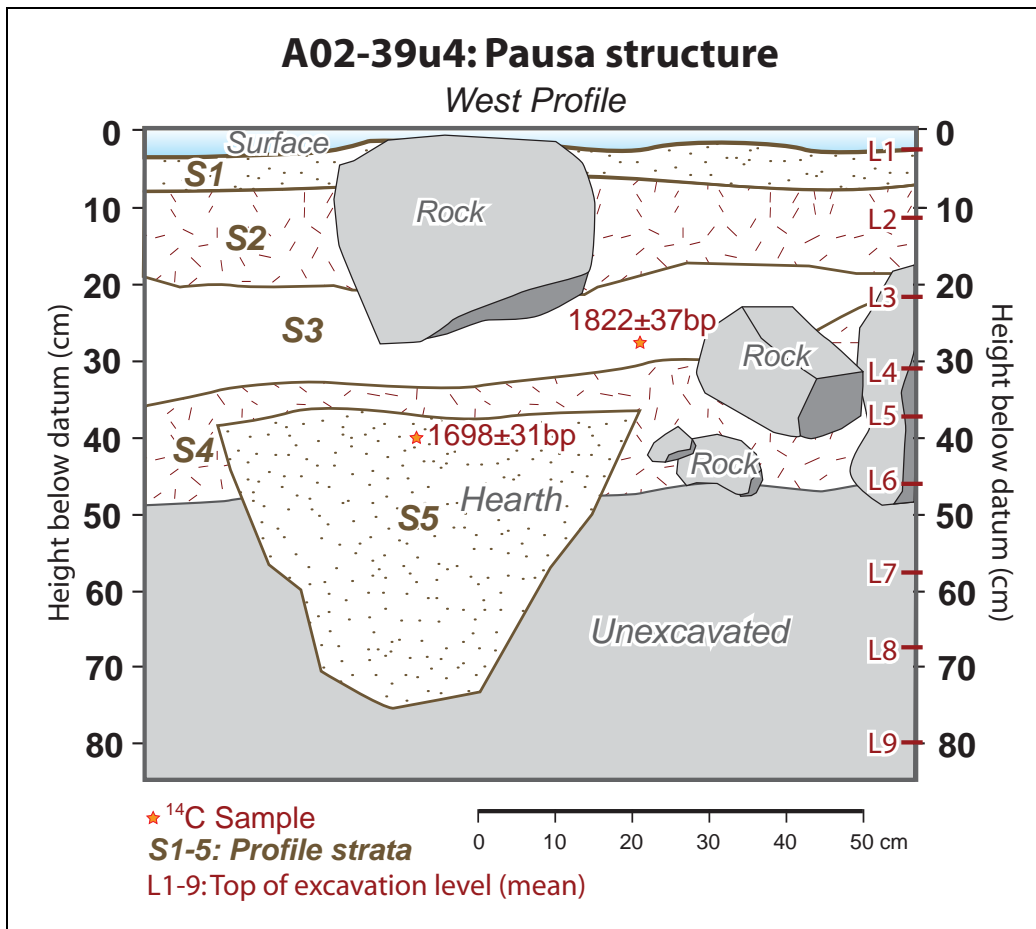 A02-39u4: Pausa structure
West Profile
0
10
20
30
40
50
60
70
80
Height below datum (cm)
Surface
S1
S2
S3
S4
S5
Rock
1822±37bp
Rock
1698±31bp
Rock
Hearth
Unexcavated
L1
L2
L3
L4
L5
L6
L7
L8
L9
0
10
20
30
40
50
60
70
80
Height below datum (cm)
¹⁴C Sample
S1-5: Profile strata
L1-9: Top of excavation level (mean)
0 10 20 30 40 50 cm